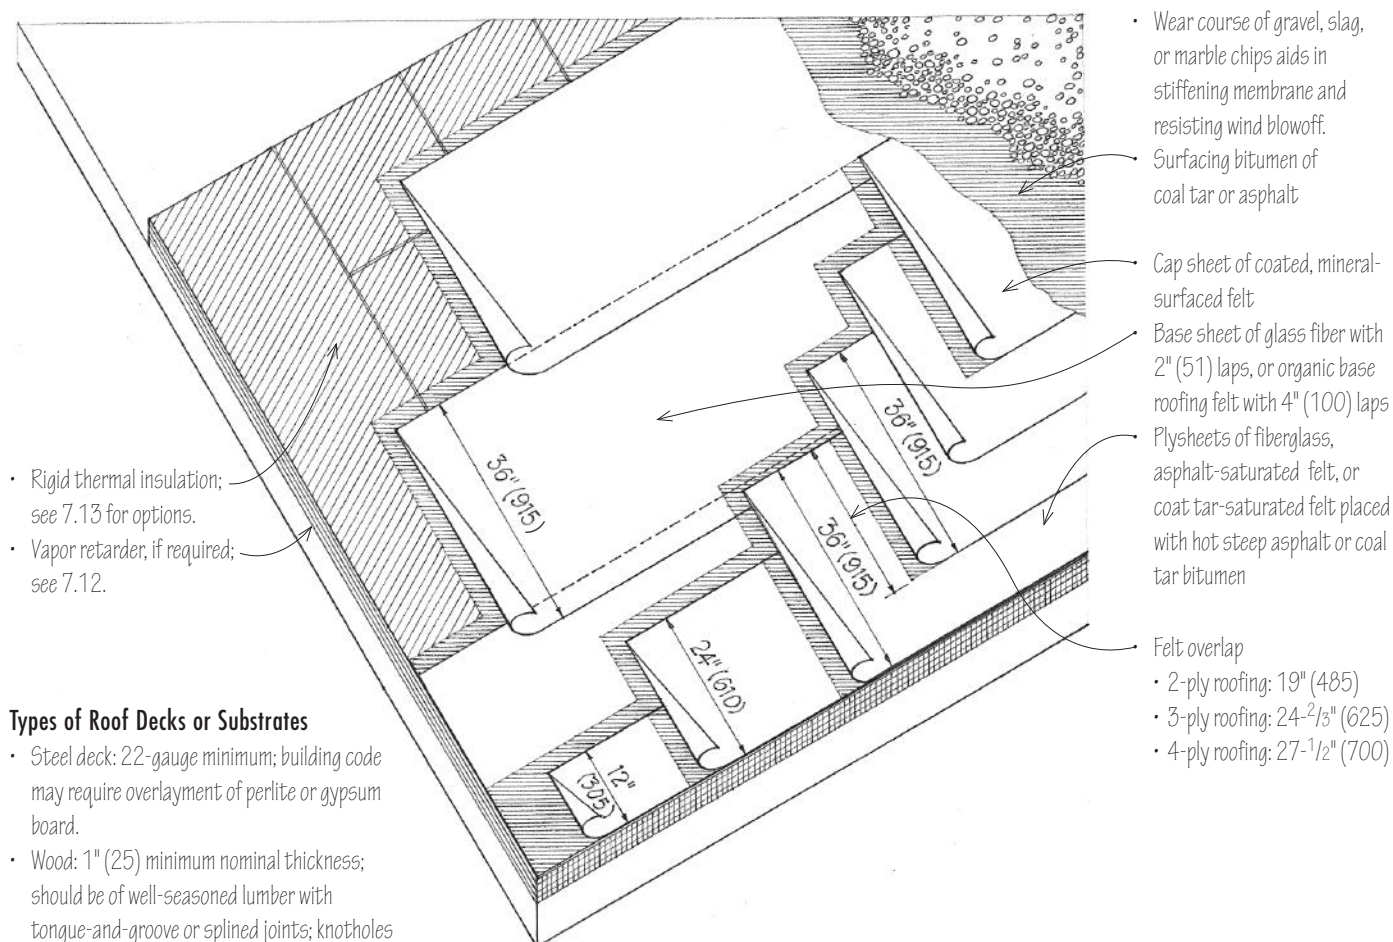 • Wear course of gravel, slag,
or marble chips aids in
stiffening membrane and
resisting wind blowoff.
• Surfacing bitumen of
coal tar or asphalt
• Cap sheet of coated, mineral-
surfaced felt
• Base sheet of glass fiber with
2" (51) laps, or organic base
roofing felt with 4" (100) laps
• Plysheets of fiberglass,
asphalt-saturated felt, or
coat tar-saturated felt placed
with hot steep asphalt or coal
tar bitumen
• Felt overlap
• 2-ply roofing: 19" (485)
• 3-ply roofing: 24-2/3" (625)
• 4-ply roofing: 27-1/2" (700)
36" (915)
36" (915)
36" (915)
24" (610)
12"
(305)
• Rigid thermal insulation;
see 7.13 for options.
• Vapor retarder, if required;
see 7.12.
Types of Roof Decks or Substrates
• Steel deck: 22-gauge minimum; building code
may require overlayment of perlite or gypsum
board.
• Wood: 1" (25) minimum nominal thickness;
should be of well-seasoned lumber with
tongue-and-groove or splined joints; knotholes